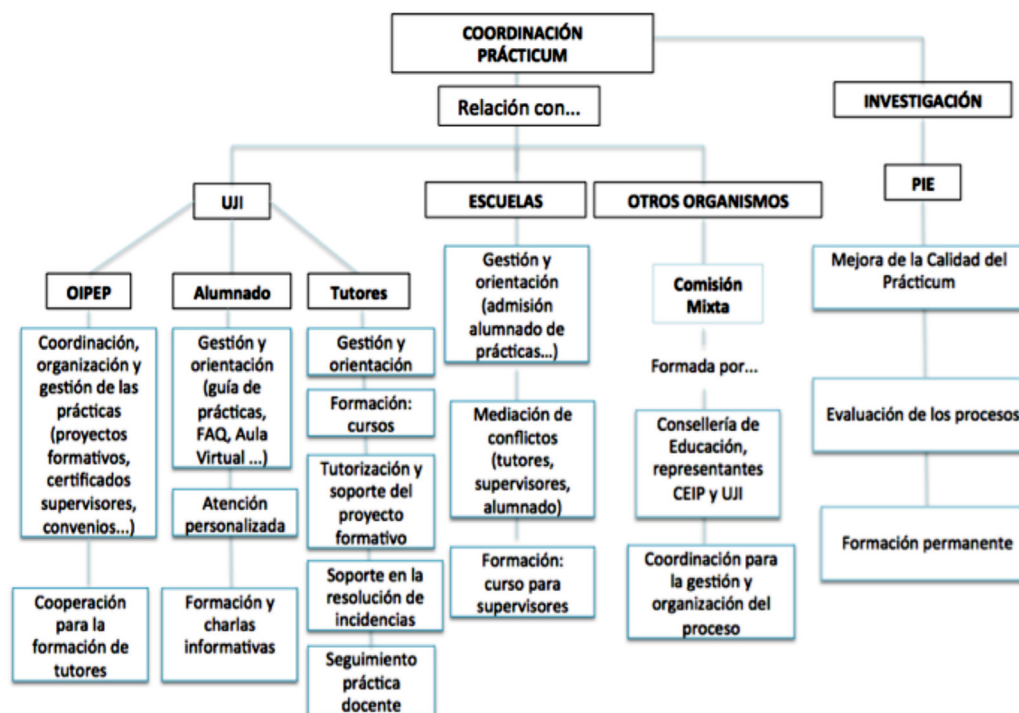 COORDINACIÓN
PRÁCTICUM
Relación con...
INVESTIGACIÓN
UJI
ESCUELAS
OTROS ORGANISMOS
PIE
OIPEP
Alumnado
Tutores
Coordinación,
organización y
gestión de las
prácticas
(proyectos
formativos,
certificados
supervisores,
convenios...)
Cooperación
para la
formación de
tutores
Gestión y
orientación
(guía de
prácticas,
FAQ, Aula
Virtual ...)
Atención
personalizada
Formación y
charlas
informativas
Gestión y
orientación
Formación:
cursos
Tutorización y
soporte del
proyecto
formativo
Soporte en la
resolución de
incidencias
Seguimiento
práctica
docente
Gestión y
orientación
(admisión
alumnado de
prácticas...)
Mediación de
conflictos
(tutores,
supervisores,
alumnado)
Formación:
curso para
supervisores
Comisión
Mixta
Formada por...
Consellería de
Educación,
representantes
CEIP y UJI
Coordinación para
la gestión y
organización del
proceso
Mejora de la Calidad del
Prácticum
Evaluación de los procesos
Formación permanente